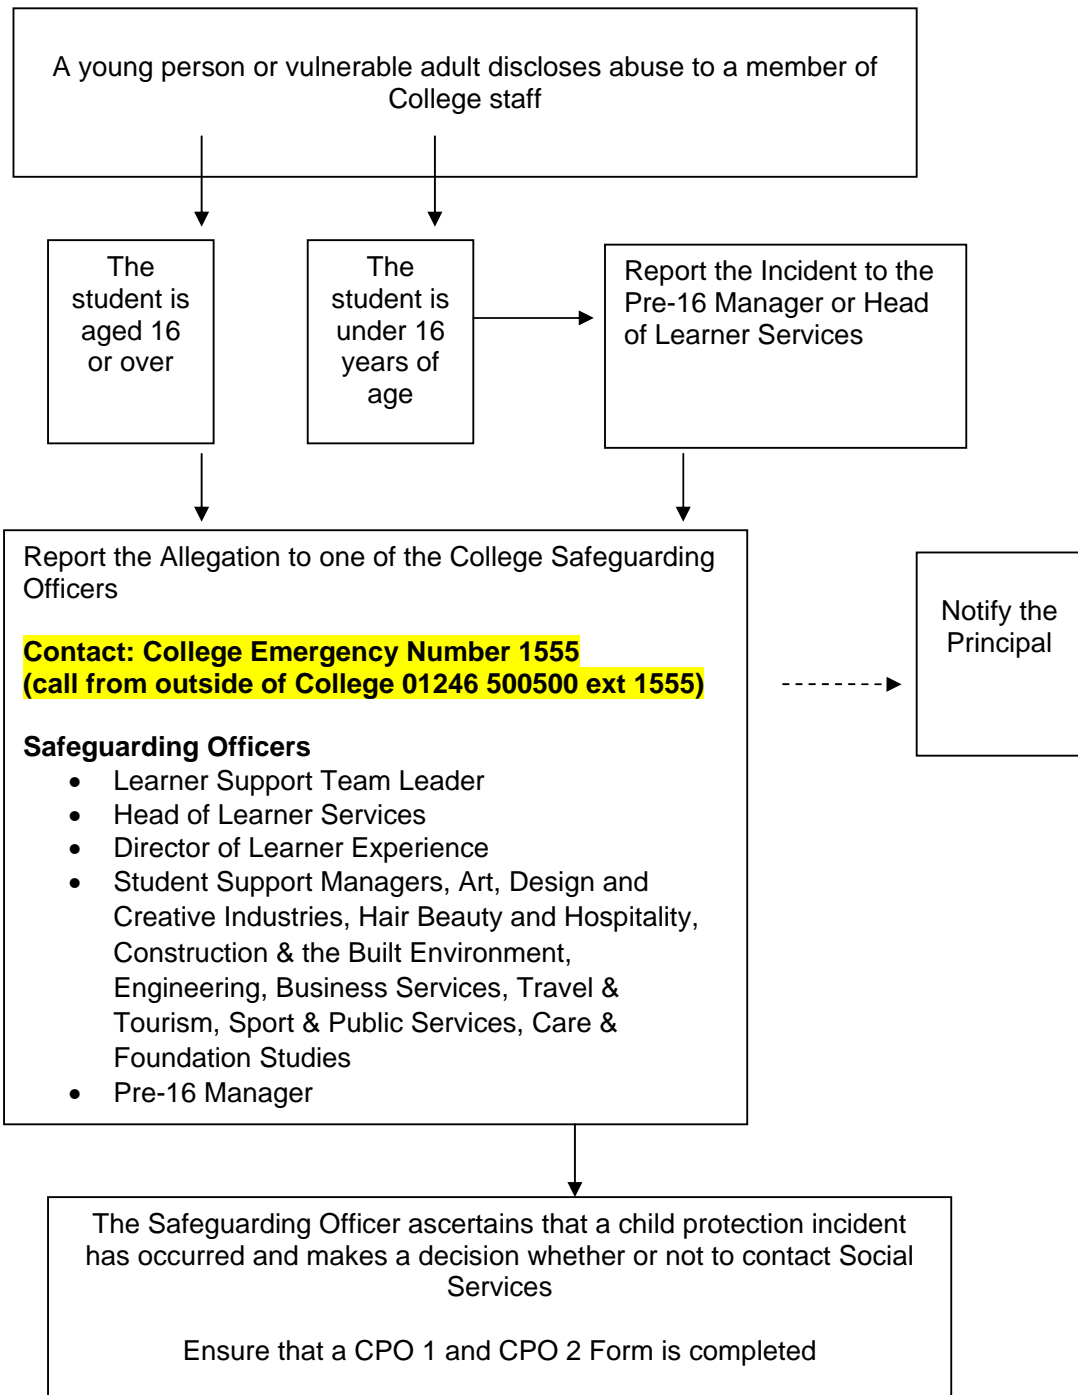 A young person or vulnerable adult discloses abuse to a member of
College staff
The
student is
aged 16
or over
The
student is
under 16
years of
age
Report the Incident to the
Pre-16 Manager or Head
of Learner Services
Report the Allegation to one of the College Safeguarding
Officers
Contact: College Emergency Number 1555
(call from outside of College 01246 500500 ext 1555)
Safeguarding Officers
• Learner Support Team Leader
• Head of Learner Services
• Director of Learner Experience
• Student Support Managers, Art, Design and
Creative Industries, Hair Beauty and Hospitality,
Construction & the Built Environment,
Engineering, Business Services, Travel &
Tourism, Sport & Public Services, Care &
Foundation Studies
• Pre-16 Manager
Notify the
Principal
The Safeguarding Officer ascertains that a child protection incident
has occurred and makes a decision whether or not to contact Social
Services
Ensure that a CPO 1 and CPO 2 Form is completed